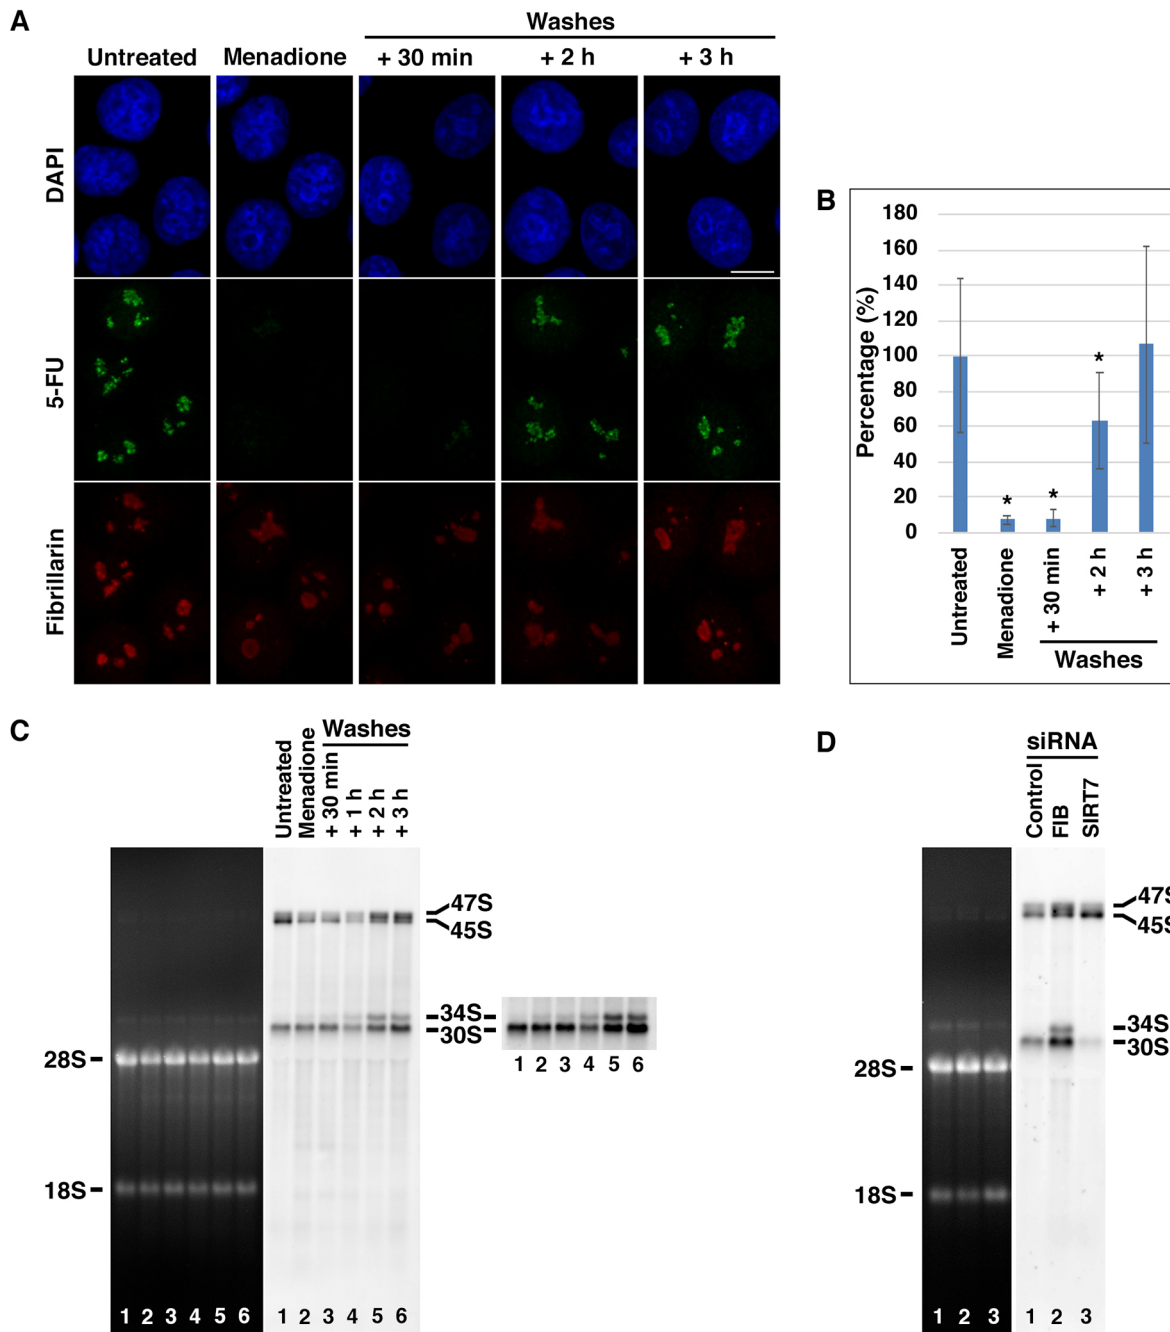 A
Washes
Untreated Menadione + 30 min + 2 h + 3 h
DAPI
5-FU
Fibrillarin
B
Percentage (%)
180
160
140
120
100
80
60
40
20
0
* * *
Untreated
Menadione
+ 30 min
+ 2 h
+ 3 h
Washes
C
Washes
Untreated
Menadione
+ 30 min
+ 1 h
+ 2 h
+ 3 h
47S
45S
34S
30S
28S
18S
1 2 3 4 5 6
1 2 3 4 5 6
1 2 3 4 5 6
D
siRNA
Control
FIB
SIRT7
47S
45S
34S
30S
28S
18S
1 2 3
1 2 3